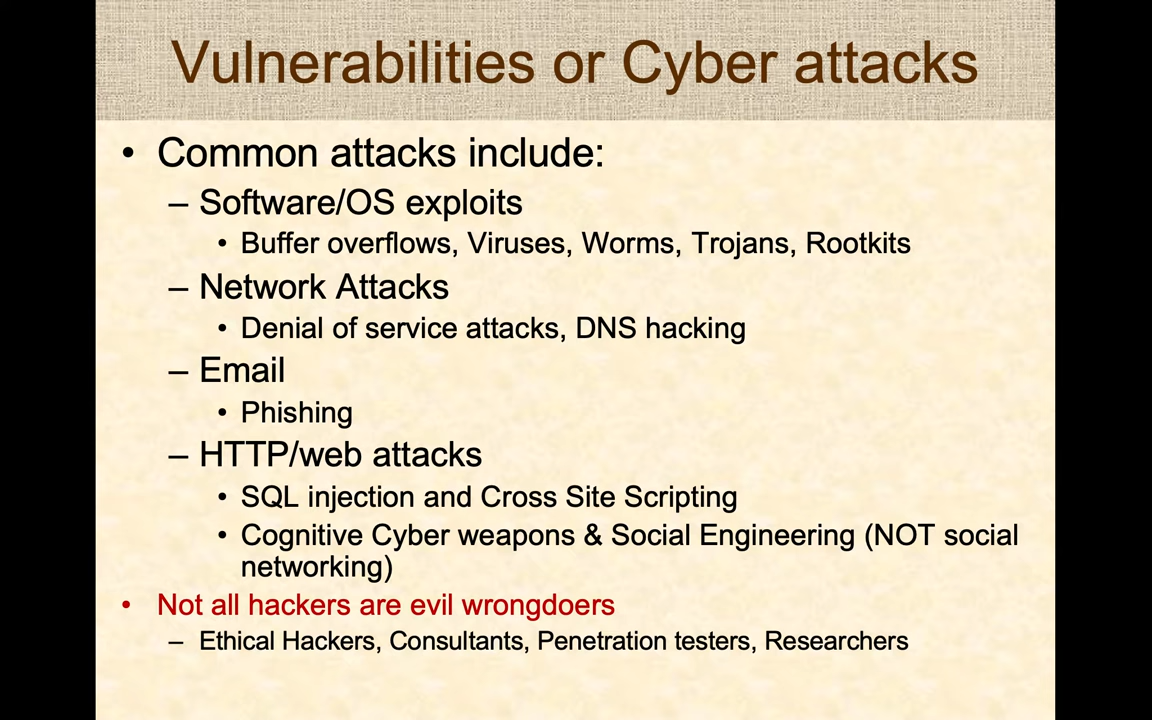 Vulnerabilities or Cyber attacks
• Common attacks include:
– Software/OS exploits
• Buffer overflows, Viruses, Worms, Trojans, Rootkits
– Network Attacks
• Denial of service attacks, DNS hacking
– Email
• Phishing
– HTTP/web attacks
• SQL injection and Cross Site Scripting
• Cognitive Cyber weapons & Social Engineering (NOT social
networking)
• Not all hackers are evil wrongdoers
– Ethical Hackers, Consultants, Penetration testers, Researchers